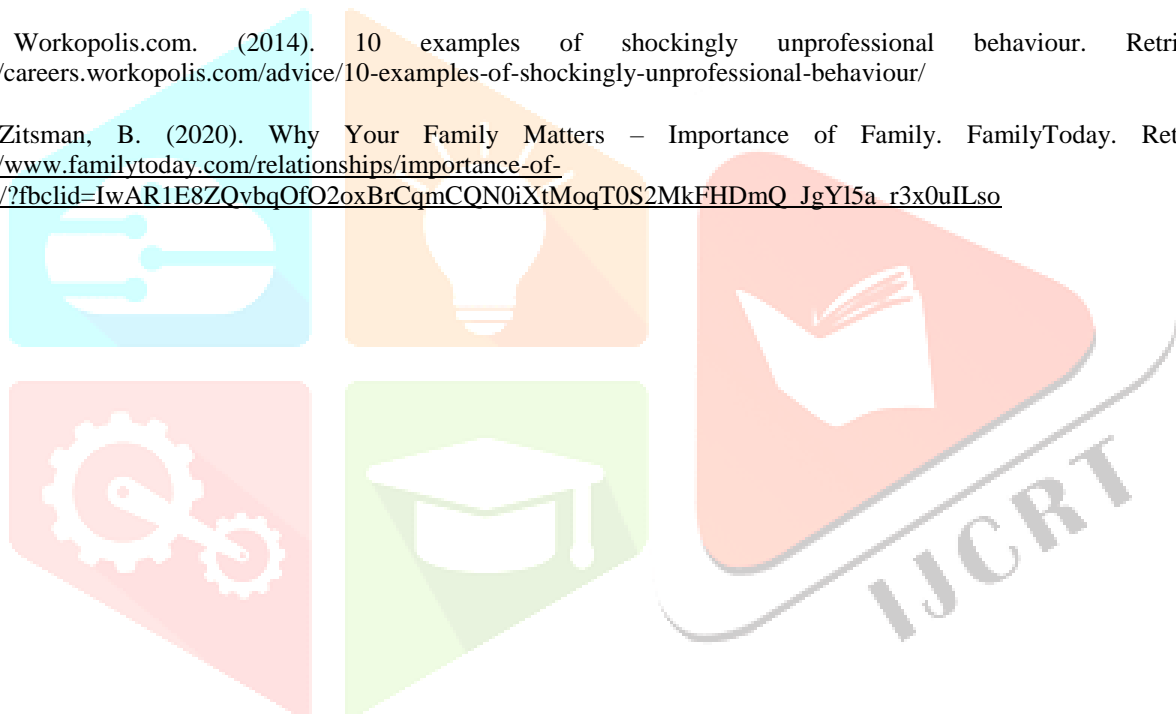 Workopolis.com. (2014). 10 examples of shockingly unprofessional behaviour. Retri
/careers.workopolis.com/advice/10-examples-of-shockingly-unprofessional-behaviour/
Zitsman, B. (2020). Why Your Family Matters – Importance of Family. FamilyToday. Ret
/www.familytoday.com/relationships/importance-of-
/?fbclid=IwAR1E8ZQvbqOfO2oxBrCqmCQN0iXtMoqT0S2MkFHDmQ_JgYl5a_r3x0uILso
IJCRT